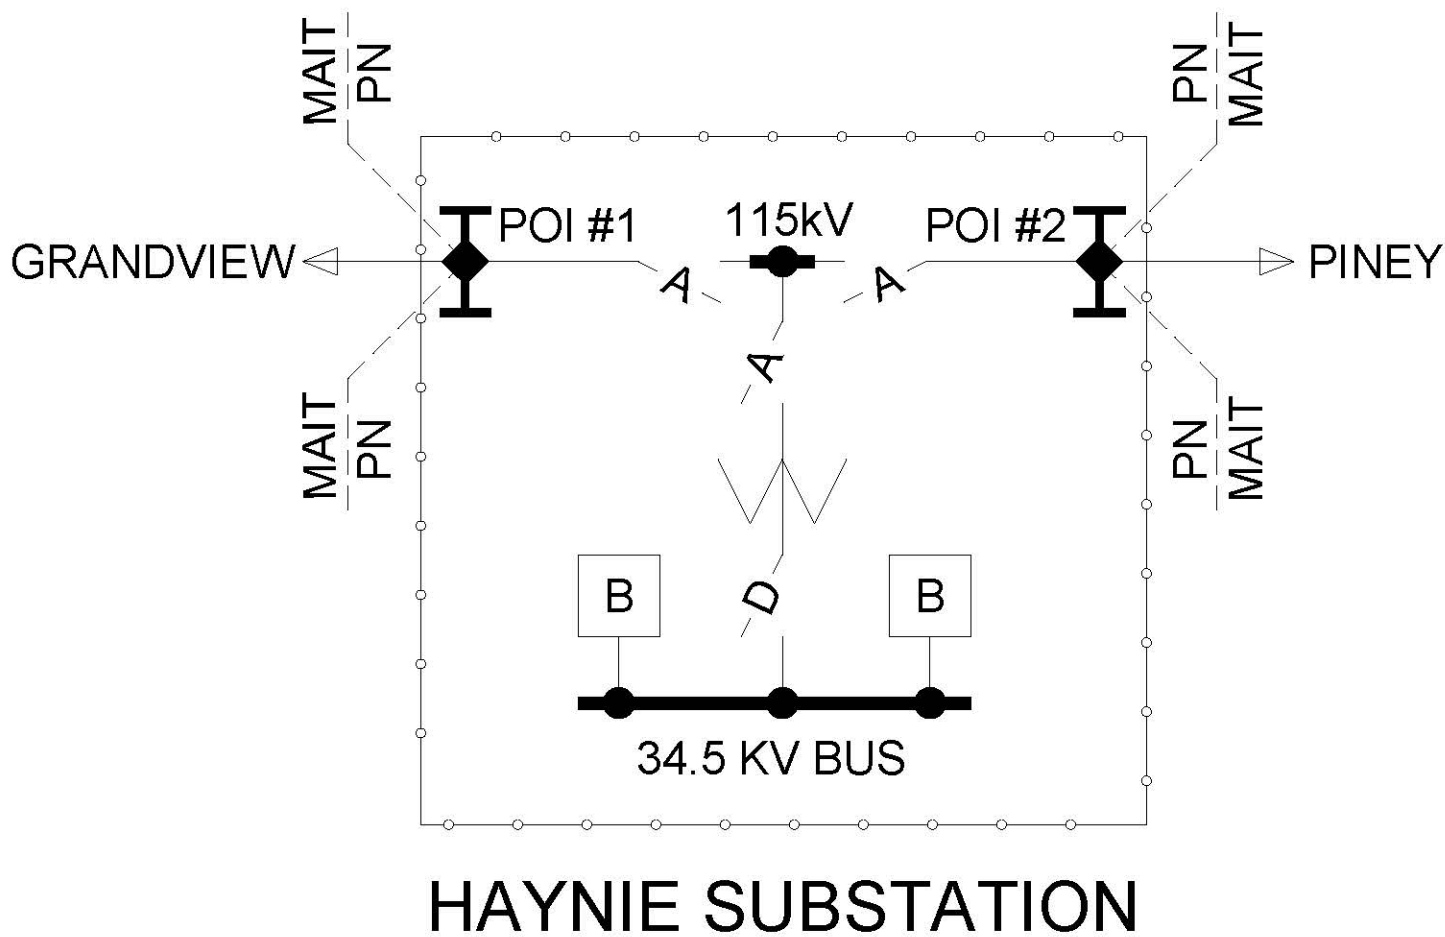 MAIT
PN
PN
MAIT
POI #1
115kV
POI #2
GRANDVIEW
PINEY
A
A
A
MAIT
PN
PN
MAIT
B
D
B
34.5 KV BUS
HAYNIE SUBSTATION